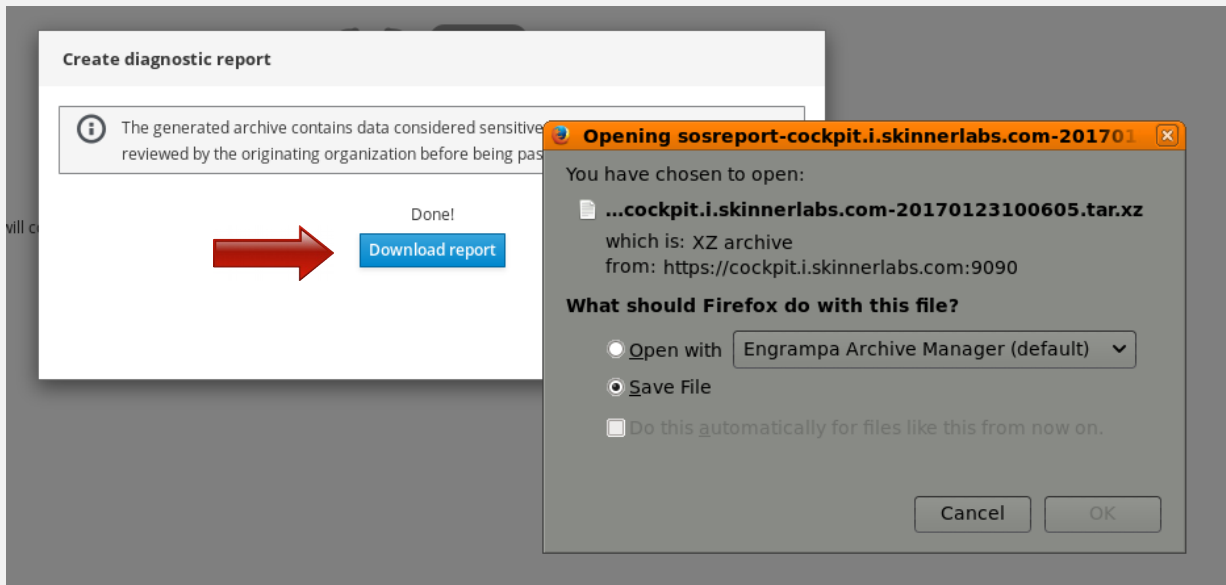 Create diagnostic report
The generated archive contains data considered sensitive
reviewed by the originating organization before being pas
will c
Done!
Download report
Opening sosreport-cockpit.i.skinnerlabs.com-201701
You have chosen to open:
...cockpit.i.skinnerlabs.com-20170123100605.tar.xz
which is: XZ archive
from: https://cockpit.i.skinnerlabs.com:9090
What should Firefox do with this file?
Open with Engrampa Archive Manager (default)
Save File
Do this automatically for files like this from now on.
Cancel OK